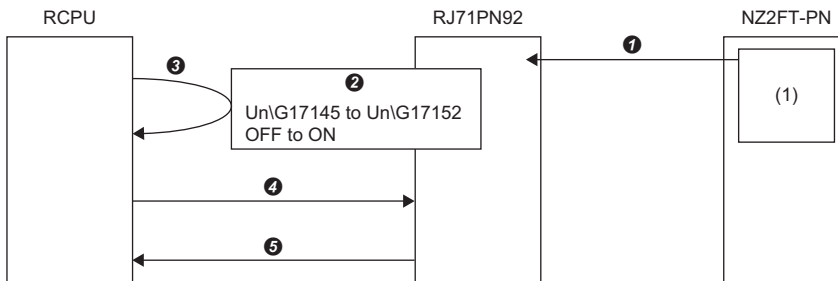 RCPU
RJ71PN92
NZ2FT-PN
❶
❸
❷
(1)
Un\G17145 to Un\G17152
OFF to ON
❹
❺